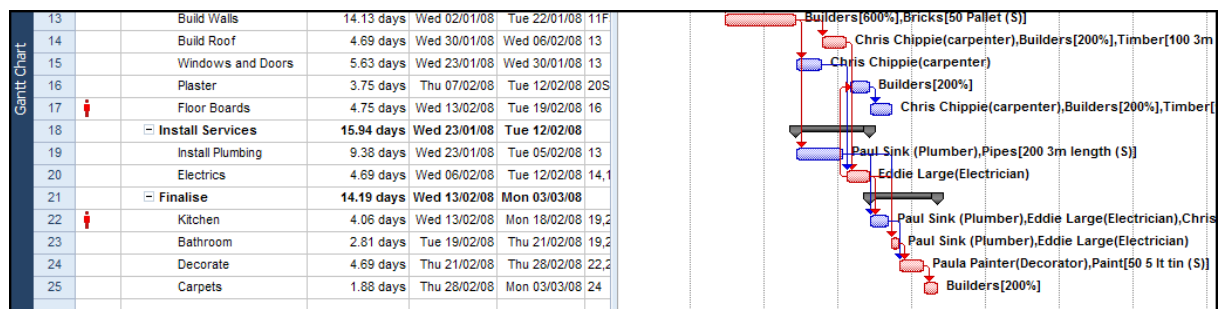 Gantt Chart
13 Build Walls 14.13 days Wed 02/01/08 Tue 22/01/08 11F Builders[600%],Bricks[50 Pallet (S)]
14 Build Roof 4.69 days Wed 30/01/08 Wed 06/02/08 13 Chris Chippie(carpenter),Builders[200%],Timber[100 3m
15 Windows and Doors 5.63 days Wed 23/01/08 Wed 30/01/08 13 Chris Chippie(carpenter)
16 Plaster 3.75 days Thu 07/02/08 Tue 12/02/08 20S Builders[200%]
17 Floor Boards 4.75 days Wed 13/02/08 Tue 19/02/08 16 Chris Chippie(carpenter),Builders[200%],Timber[
18 Install Services 15.94 days Wed 23/01/08 Tue 12/02/08
19 Install Plumbing 9.38 days Wed 23/01/08 Tue 05/02/08 13 Paul Sink (Plumber),Pipes[200 3m length (S)]
20 Electrics 4.69 days Wed 06/02/08 Tue 12/02/08 14,1 Eddie Large(Electrician)
21 Finalise 14.19 days Wed 13/02/08 Mon 03/03/08
22 Kitchen 4.06 days Wed 13/02/08 Mon 18/02/08 19,2 Paul Sink (Plumber),Eddie Large(Electrician),Chris
23 Bathroom 2.81 days Tue 19/02/08 Thu 21/02/08 19,2 Paul Sink (Plumber),Eddie Large(Electrician)
24 Decorate 4.69 days Thu 21/02/08 Thu 28/02/08 22,2 Paula Painter(Decorator),Paint[50 5 lt tin (S)]
25 Carpets 1.88 days Thu 28/02/08 Mon 03/03/08 24 Builders[200%]